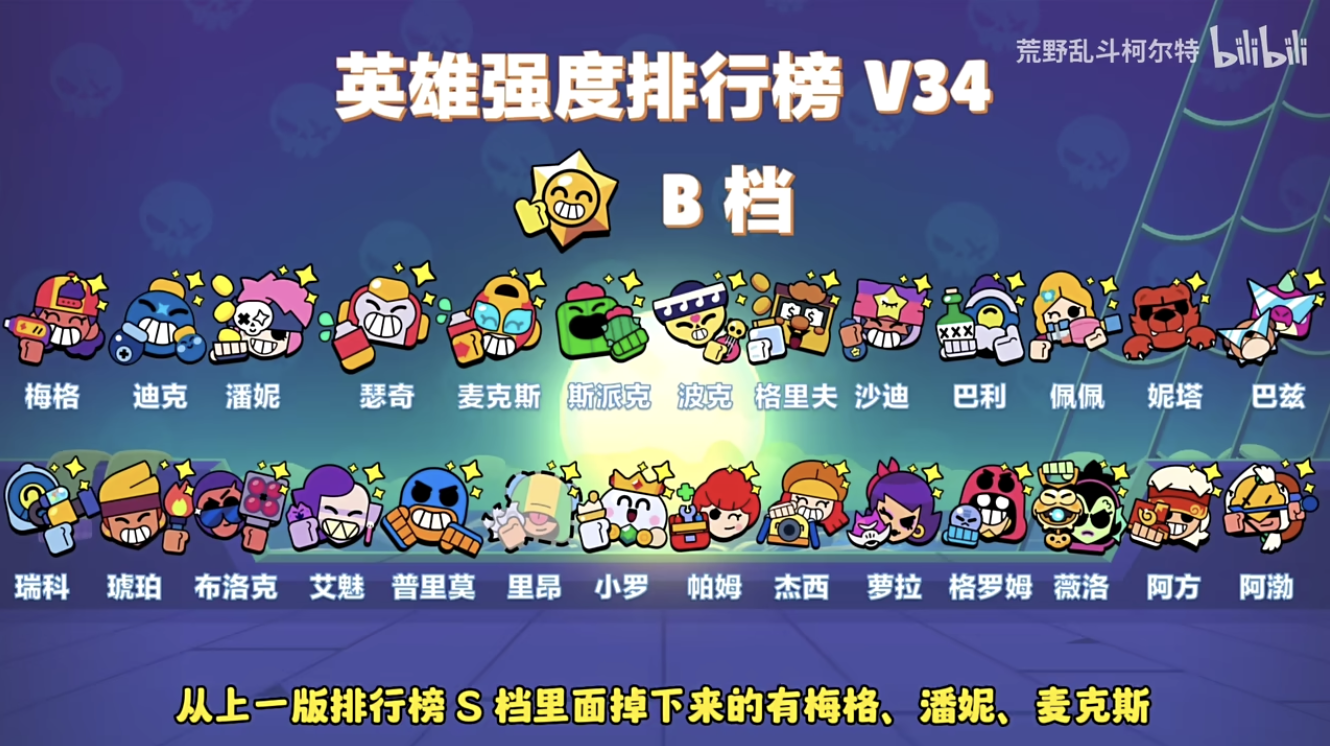 荒野乱斗柯尔特 bilibili
英雄强度排行榜 V34
B 档
梅格 迪克 潘妮 瑟奇 麦克斯 斯派克 波克 格里夫 沙迪 巴利 佩佩 妮塔 巴兹
XXX
$ $
瑞科 琥珀 布洛克 艾魅 普里莫 里昂 小罗 帕姆 杰西 萝拉 格罗姆 薇洛 阿方 阿渤
从上一版排行榜 S 档里面掉下来的有梅格、潘妮、麦克斯